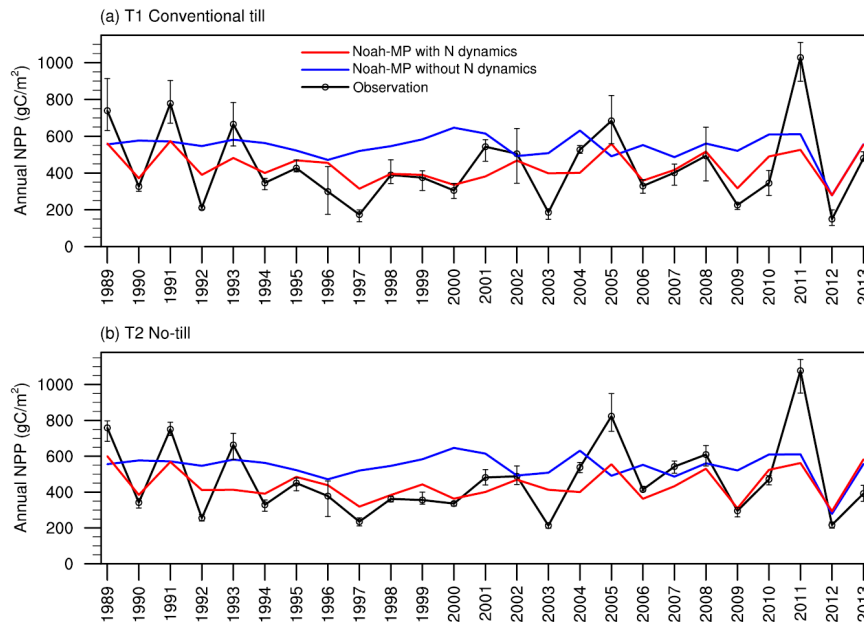 (a) T1 Conventional till
Annual NPP (gC/m²)
1000
800
600
400
200
0
Noah-MP with N dynamics
Noah-MP without N dynamics
Observation
1989 1990 1991 1992 1993 1994 1995 1996 1997 1998 1999 2000 2001 2002 2003 2004 2005 2006 2007 2008 2009 2010 2011 2012 2013
(b) T2 No-till
Annual NPP (gC/m²)
1000
800
600
400
200
0
1989 1990 1991 1992 1993 1994 1995 1996 1997 1998 1999 2000 2001 2002 2003 2004 2005 2006 2007 2008 2009 2010 2011 2012 2013